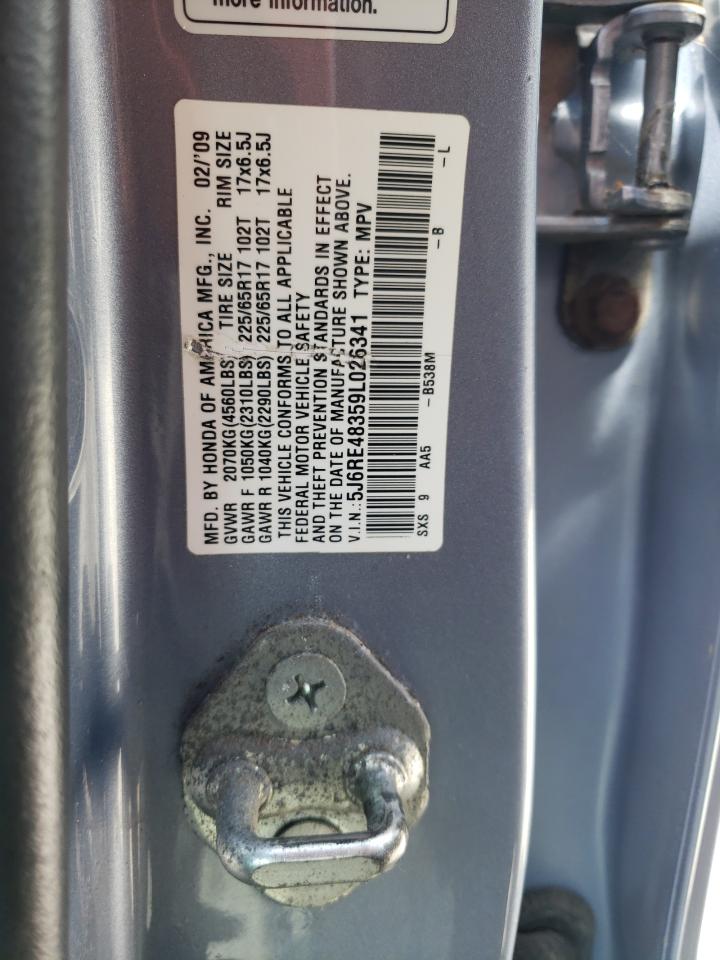 more information.
MFD. BY HONDA OF AMERICA MFG., INC. 02/'09
GVWR 2070KG(4560LBS) TIRE SIZE RIM SIZE
GAWR F 1050KG(2310LBS) 225/65R17 102T 17x6.5J
GAWR R 1040KG(2290LBS) 225/65R17 102T 17x6.5J
THIS VEHICLE CONFORMS TO ALL APPLICABLE
FEDERAL MOTOR VEHICLE SAFETY
AND THEFT PREVENTION STANDARDS IN EFFECT
ON THE DATE OF MANUFACTURE SHOWN ABOVE.
V.I.N.:5J6RE48359L026341 TYPE: MPV
SXS 9 AA5 -B538M -B -L